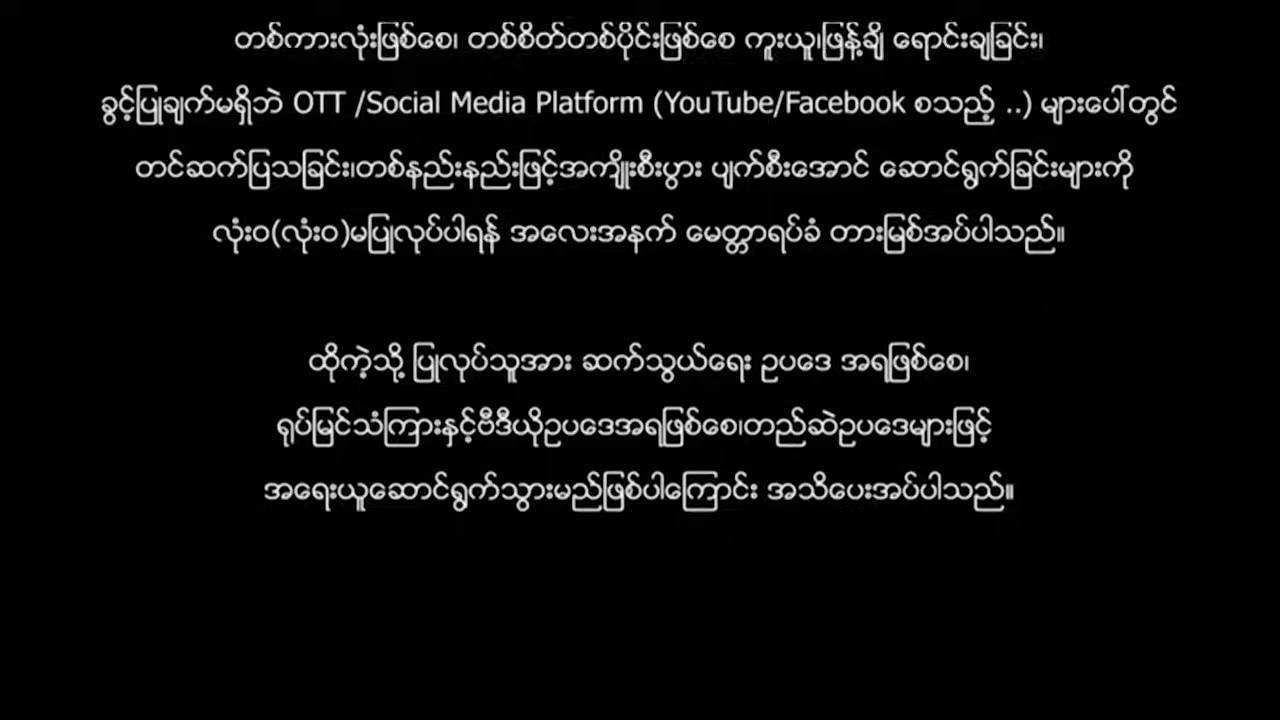 တစ်ကားလုံးဖြစ်စေ၊ တစ်စိတ်တစ်ပိုင်းဖြစ်စေ ကူးယူ၊ဖြန့်ချိ ရောင်းချခြင်း၊
ခွင့်ပြုချက်မရှိဘဲ OTT /Social Media Platform (YouTube/Facebook စသည့် ..) များပေါ်တွင်
တင်ဆက်ပြသခြင်း၊တစ်နည်းနည်းဖြင့်အကျိုးစီးပွား ပျက်စီးအောင် ဆောင်ရွက်ခြင်းများကို
လုံးဝ(လုံးဝ)မပြုလုပ်ပါရန် အလေးအနက် မေတ္တာရပ်ခံ တားမြစ်အပ်ပါသည်။
ထိုကဲ့သို့ ပြုလုပ်သူအား ဆက်သွယ်ရေး ဥပဒေ အရဖြစ်စေ၊
ရုပ်မြင်သံကြားနှင့်ဗီဒီယိုဥပဒေအရဖြစ်စေ၊တည်ဆဲဥပဒေများဖြင့်
အရေးယူဆောင်ရွက်သွားမည်ဖြစ်ပါကြောင်း အသိပေးအပ်ပါသည်။